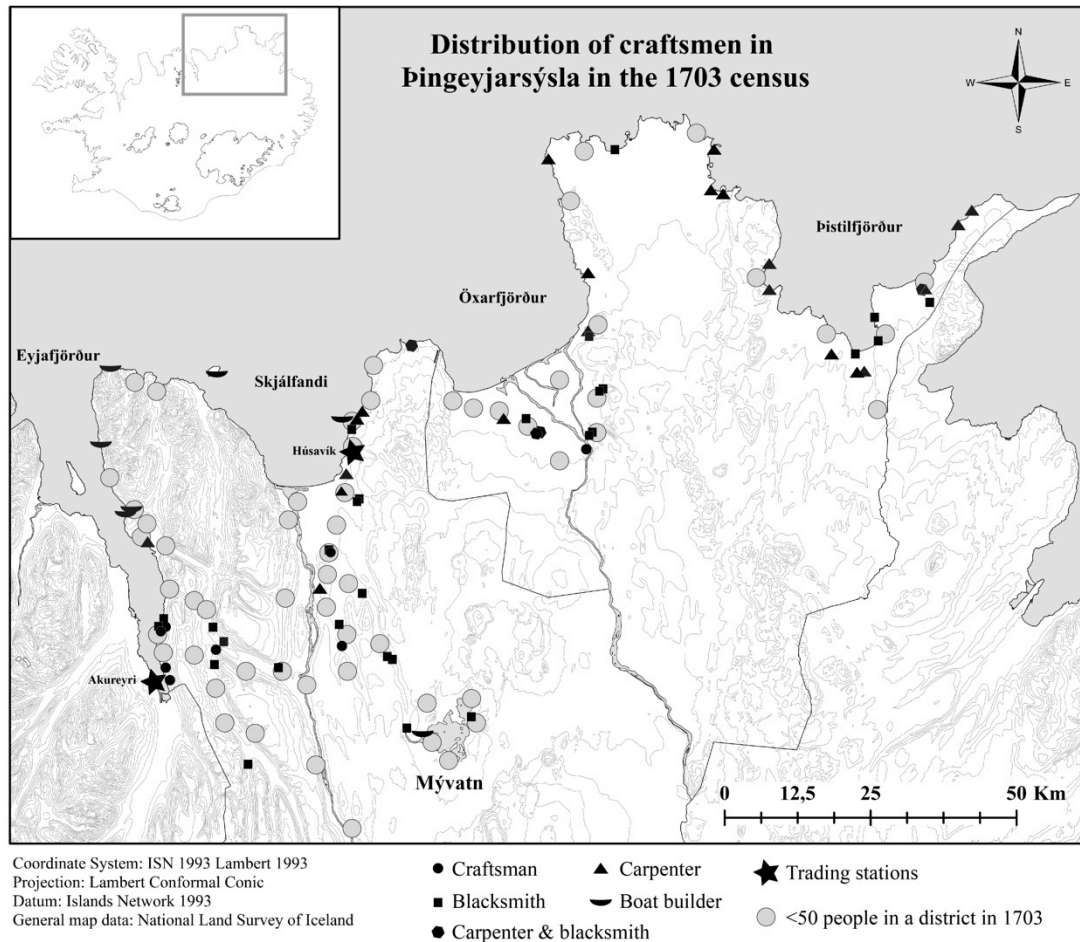 Distribution of craftsmen in
Þingeyjarsýsla in the 1703 census
N
W
E
S
Þistilfjörður
Öxarfjörður
Eyjafjörður
Skjálfandi
Húsavík
Akureyri
Mývatn
0 12,5 25 50 Km
Coordinate System: ISN 1993 Lambert 1993
Projection: Lambert Conformal Conic
Datum: Islands Network 1993
General map data: National Land Survey of Iceland
Craftsman
Blacksmith
Carpenter & blacksmith
Carpenter
Boat builder
Trading stations
<50 people in a district in 1703